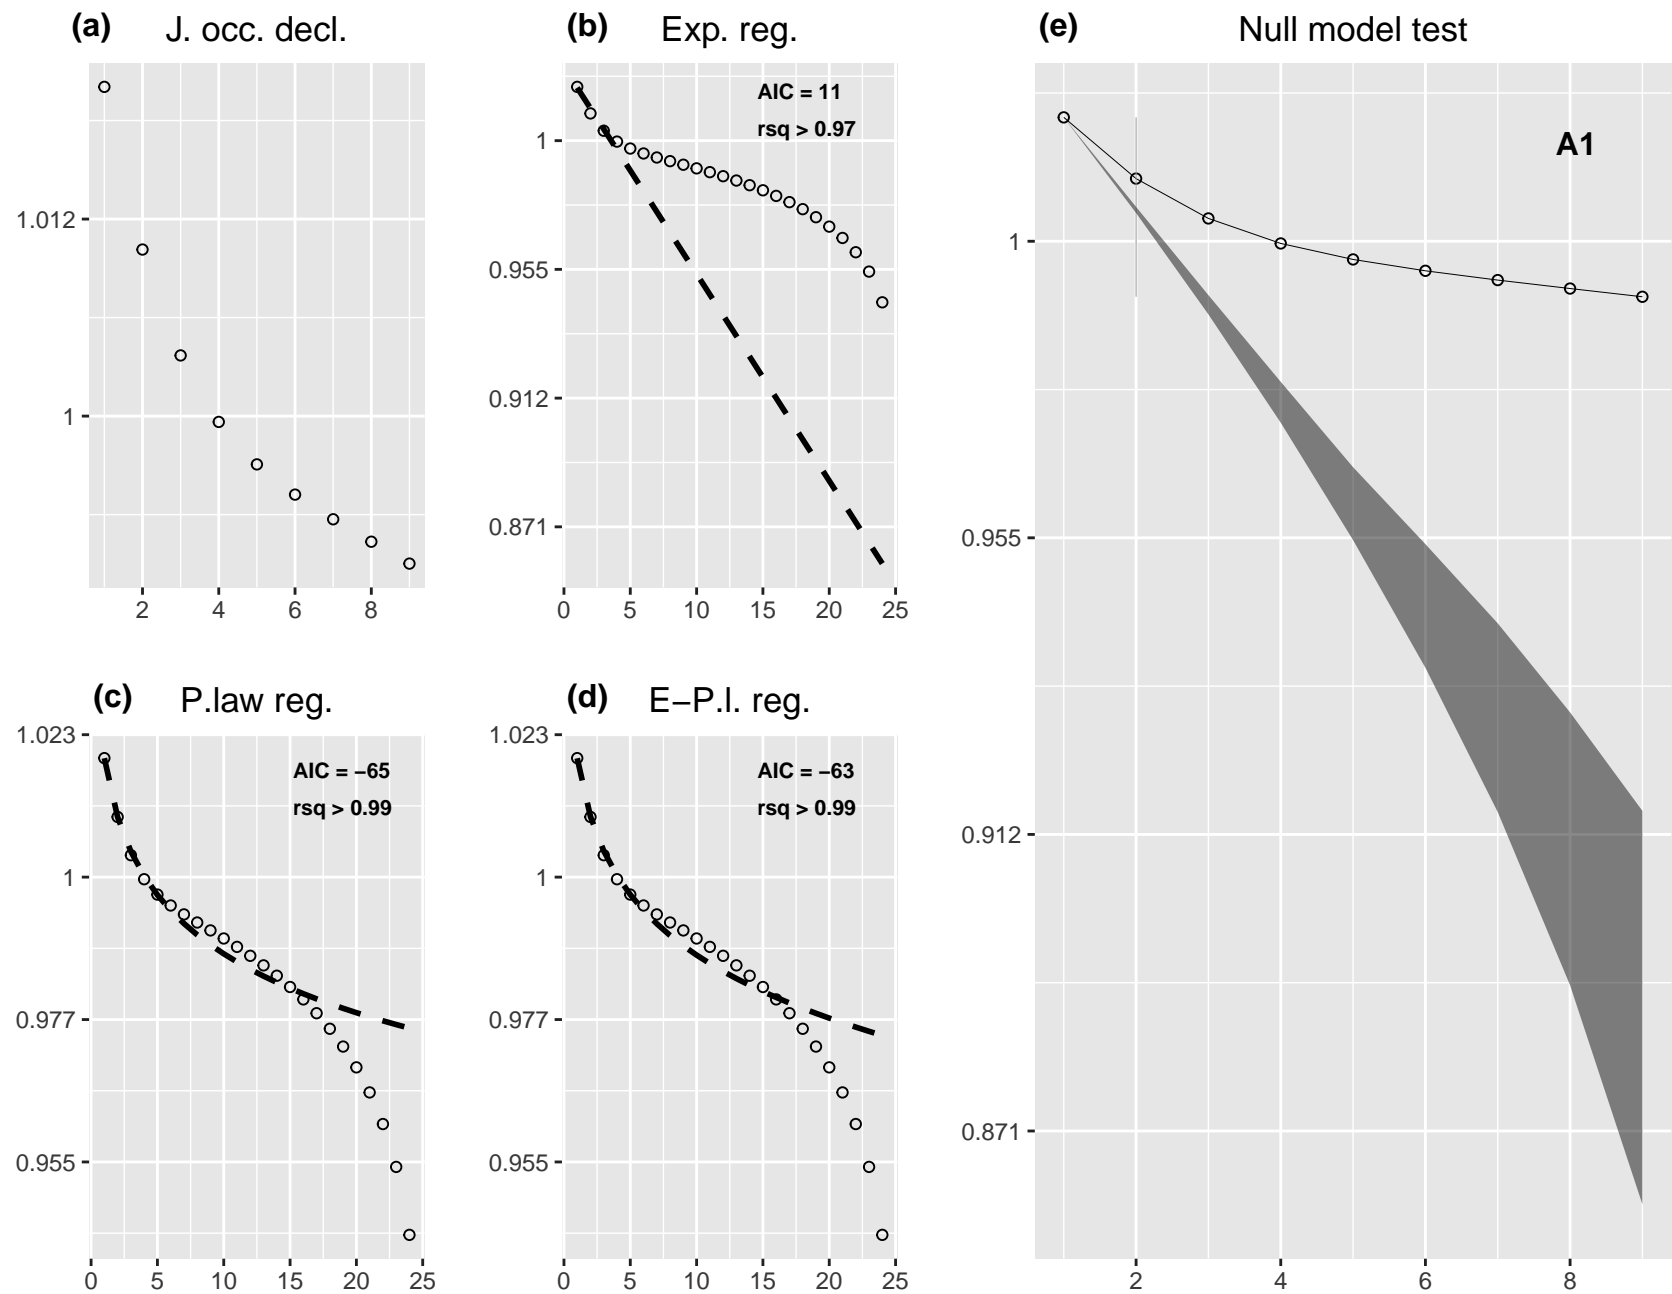 (a) J. occ. decl.
1.012
1
2 4 6 8
(b) Exp. reg.
AIC = 11
rsq > 0.97
1
0.955
0.912
0.871
0 5 10 15 20 25
(c) P.law reg.
1.023
AIC = −65
rsq > 0.99
1
0.977
0.955
0 5 10 15 20 25
(d) E−P.l. reg.
1.023
AIC = −63
rsq > 0.99
1
0.977
0.955
0 5 10 15 20 25
(e) Null model test
A1
1
0.955
0.912
0.871
2 4 6 8